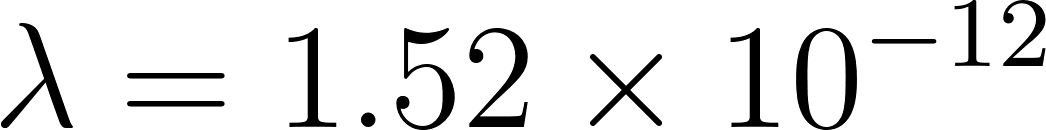 λ = 1.52 × 10⁻¹²